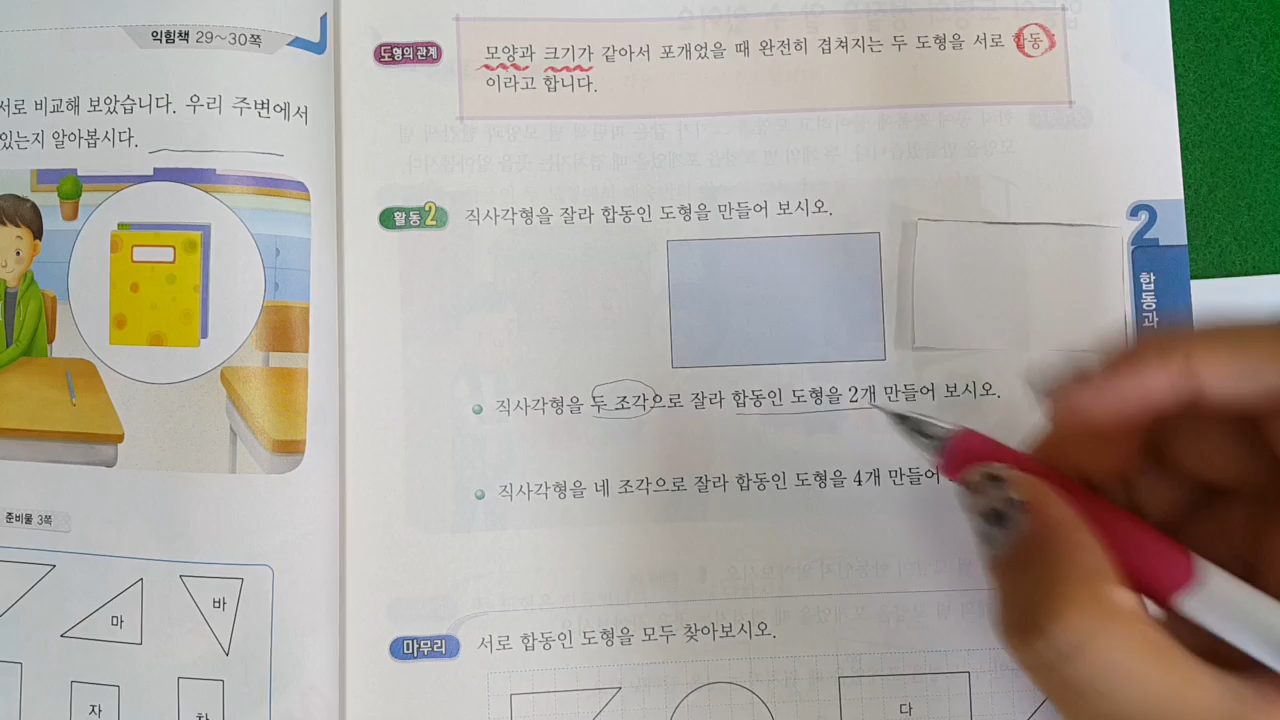 익힘책 29~30쪽
서로 비교해 보았습니다. 우리 주변에서
있는지 알아봅시다.
준비물 3쪽
마
바
자
차
도형의 관계
모양과 크기가 같아서 포개었을 때 완전히 겹쳐지는 두 도형을 서로 합동
이라고 합니다.
활동 2
직사각형을 잘라 합동인 도형을 만들어 보시오.
직사각형을 두 조각으로 잘라 합동인 도형을 2개 만들어 보시오.
직사각형을 네 조각으로 잘라 합동인 도형을 4개 만들어
마무리
서로 합동인 도형을 모두 찾아보시오.
다
2
합동과